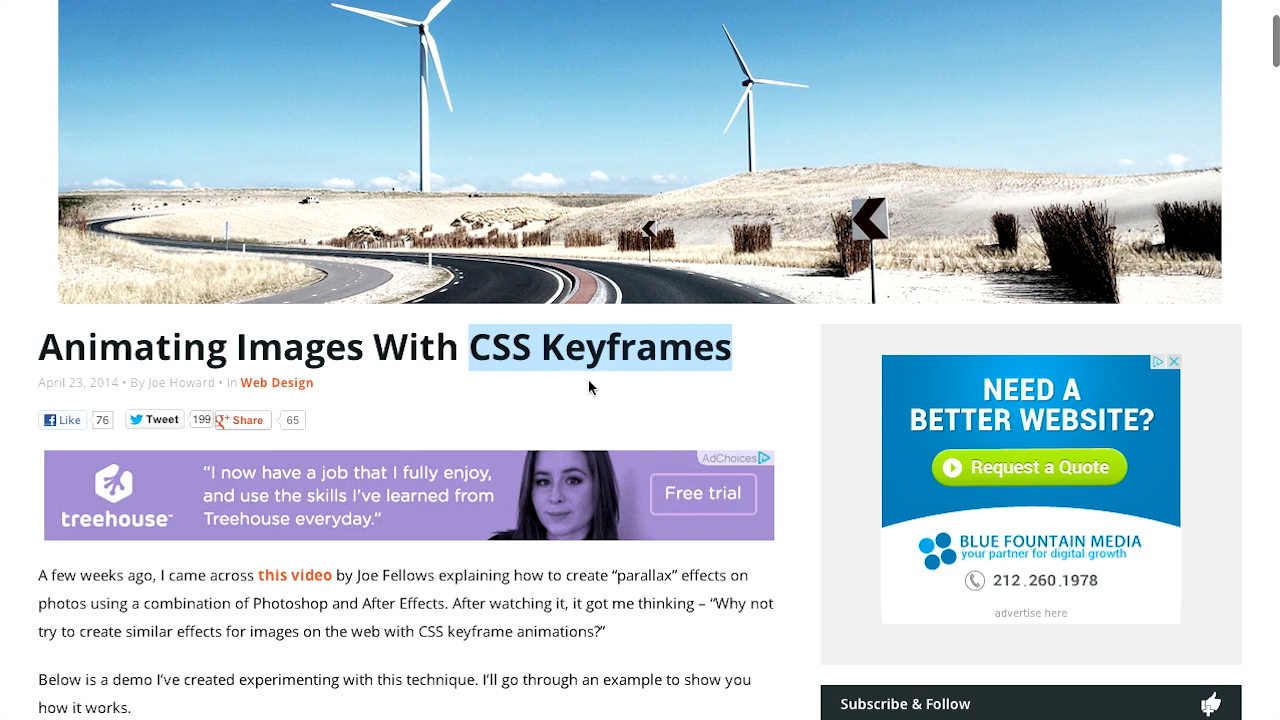 Animating Images With CSS Keyframes
April 23, 2014 • By Joe Howard • In Web Design
Like 76 Tweet 199 Share 65
AdChoices
treehouse
“I now have a job that I fully enjoy,
and use the skills I’ve learned from
Treehouse everyday.”
Free trial
A few weeks ago, I came across this video by Joe Fellows explaining how to create “parallax” effects on
photos using a combination of Photoshop and After Effects. After watching it, it got me thinking – “Why not
try to create similar effects for images on the web with CSS keyframe animations?”
Below is a demo I’ve created experimenting with this technique. I’ll go through an example to show you
how it works.
NEED A
BETTER WEBSITE?
Request a Quote
BLUE FOUNTAIN MEDIA
your partner for digital growth
212.260.1978
advertise here
Subscribe & Follow